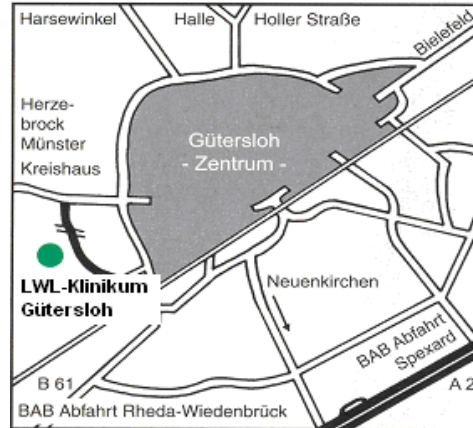 Harsewinkel
Halle
Holler Straße
Bielefeld
Herze-
brock
Münster
Kreishaus
Gütersloh
- Zentrum -
LWL-Klinikum
Gütersloh
Neuenkirchen
BAB Abfahrt
Spexard
B 61
A 2
BAB Abfahrt Rheda-Wiedenbrück